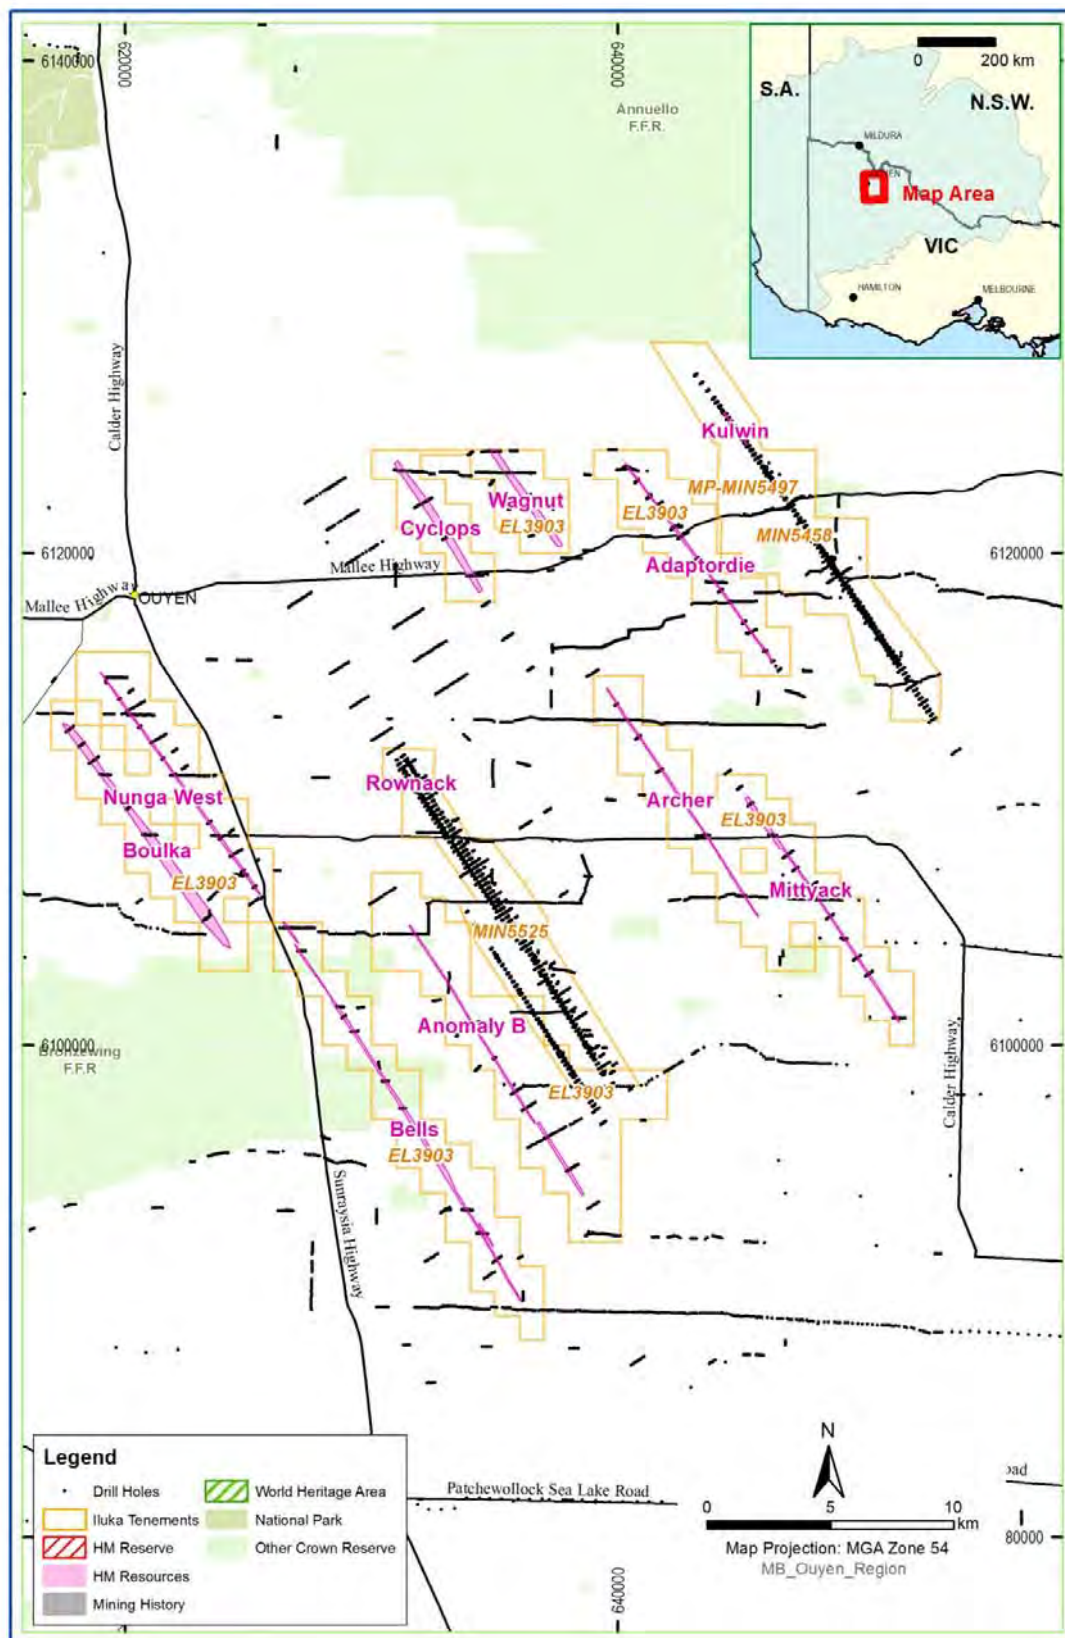 6140000
620000
640000
Annuello
F.F.R.
0 200 km
S.A.
N.S.W.
MILDURA
Map Area
VIC
HAMILTON
MELBOURNE
Calder Highway
Kulwin
Wagnut
MP-MIN5497
Cyclops
EL3903
EL3903
MIN5458
6120000
6120000
Mallee Highway
Adaptordie
Mallee Highway
OUYEN
Rownack
Nunga West
Archer
EL3903
Boulka
EL3903
Mittyack
MIN5525
Anomaly B
6100000
6100000
Bronzewing
F.F.R
EL3903
Calder Highway
Bells
EL3903
Sunraysia Highway
N
Patchewollock Sea Lake Road
0 5 10
km
80000
Map Projection: MGA Zone 54
MB_Ouyen_Region
640000
Legend
Drill Holes
World Heritage Area
Iluka Tenements
National Park
HM Reserve
Other Crown Reserve
HM Resources
Mining History